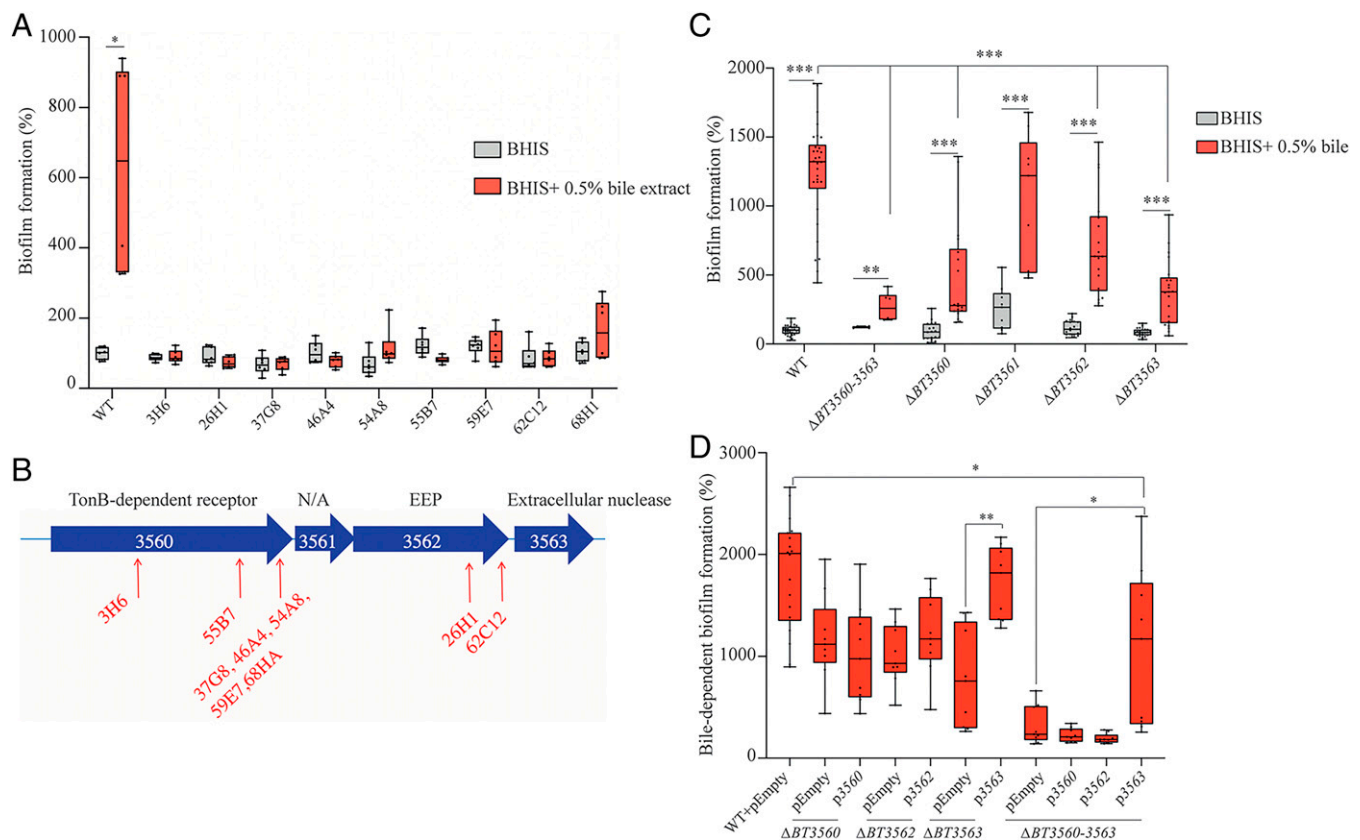 A
Biofilm formation (%)
1000
800
600
400
200
0
*
BHIS
BHIS+ 0.5% bile extract
WT
3H6
26H1
37G8
46A4
54A8
55B7
59E7
62C12
68H1
B
TonB-dependent receptor
N/A
EEP
Extracellular nuclease
3560
3561
3562
3563
3H6
55B7
37G8, 46A4, 54A8,
59E7,68HA
26H1
62C12
C
Biofilm formation (%)
2000
1500
1000
500
0
***
***
**
***
***
***
***
BHIS
BHIS+ 0.5% bile
WT
ΔBT3560-3563
ΔBT3560
ΔBT3561
ΔBT3562
ΔBT3563
D
Bile-dependent biofilm formation (%)
3000
2000
1000
0
*
**
*
WT+pEmpty
pEmpty
p3560
pEmpty
p3562
pEmpty
p3563
pEmpty
p3560
p3562
p3563
ΔBT3560
ΔBT3562
ΔBT3563
ΔBT3560-3563